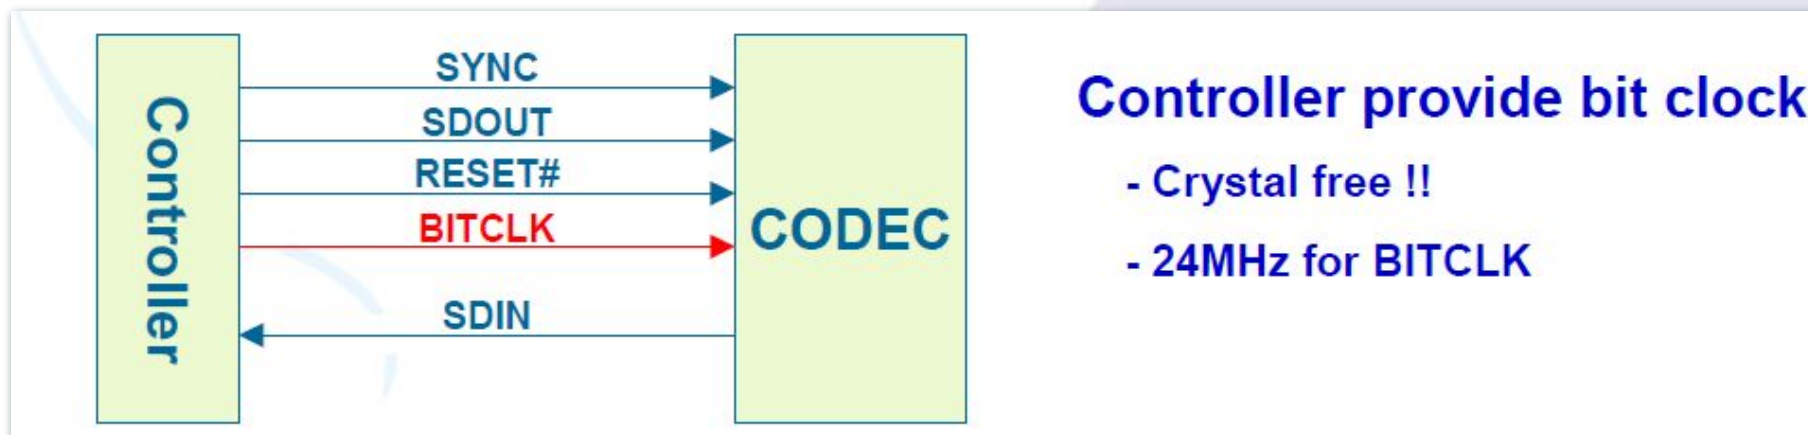 Controller
SYNC
SDOUT
RESET#
BITCLK
SDIN
CODEC
Controller provide bit clock
- Crystal free !!
- 24MHz for BITCLK